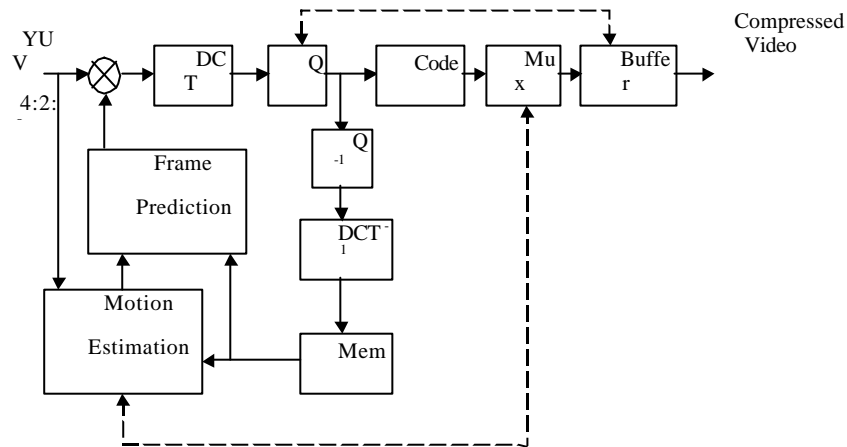 YU
V
4:2:
DC
T
Q
Code
Mu
x
Buffe
r
Compressed
Video
Frame
Prediction
Q
-1
DCT-
1
Motion
Estimation
Mem